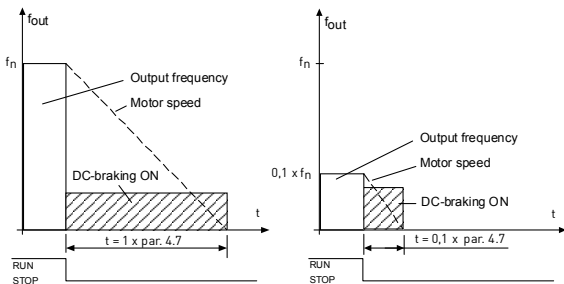 fout
fn
Output frequency
Motor speed
DC-braking ON
t
t = 1 x par. 4.7
RUN
STOP
fout
fn
Output frequency
Motor speed
0,1 x fn
DC-braking ON
t
t = 0,1 x par. 4.7
RUN
STOP